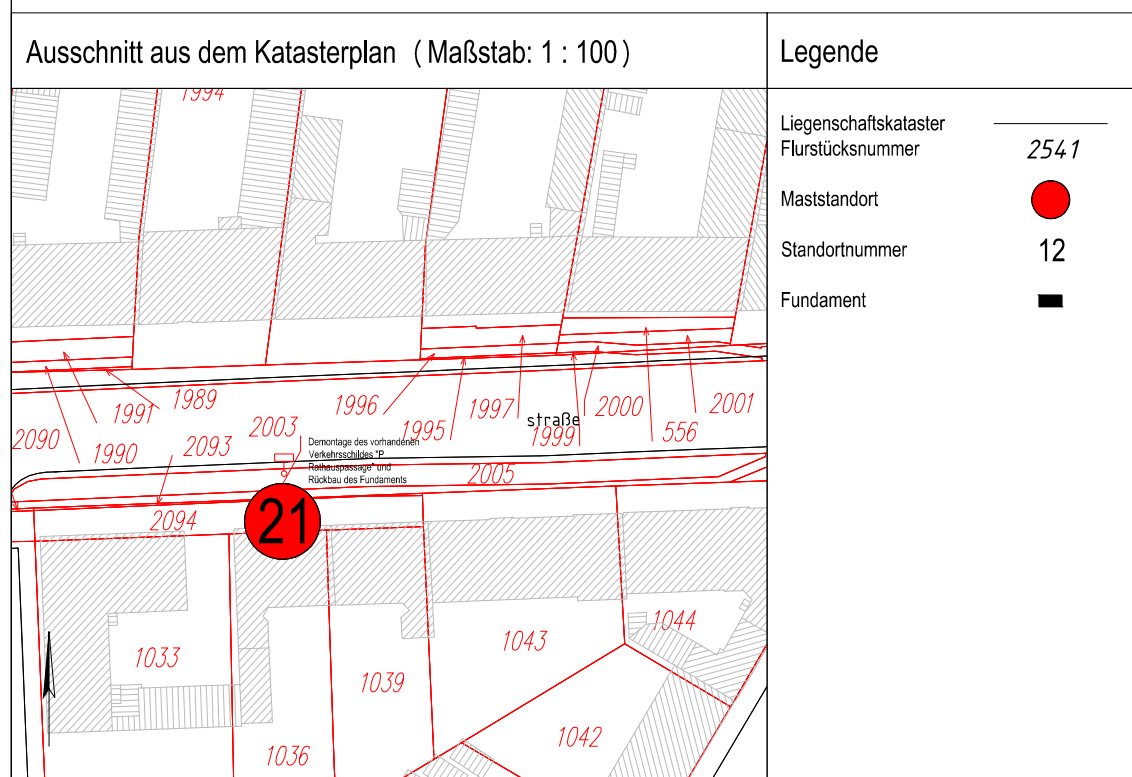 Ausschnitt aus dem Katasterplan ( Maßstab: 1 : 100 )
Legende
Liegenschaftskataster
Flurstücksnummer 2541
Maststandort
Standortnummer 12
Fundament
1994
1989
1991
1996
1997
2000
2001
straße
2090
1990
2093
2003
1995
1999
556
Demontage des vorhandenen
Verkehrsschildes "P
Rathauspassage" und
Rückbau des Fundaments
2005
2094
21
1033
1039
1043
1044
1036
1042